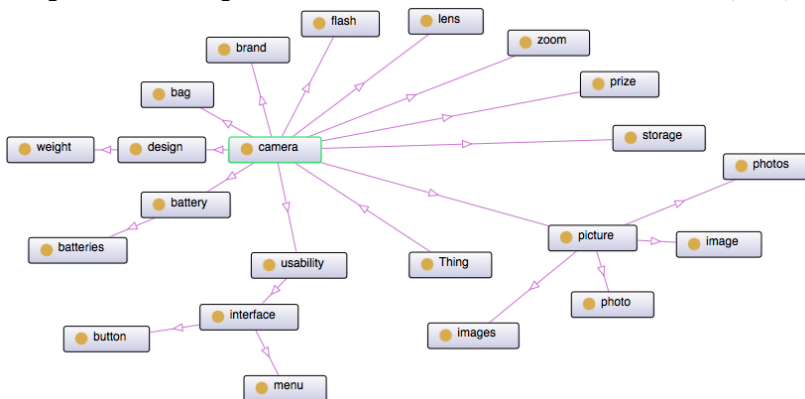 flash
lens
brand
zoom
prize
bag
storage
weight
design
camera
photos
battery
picture
image
batteries
usability
Thing
photo
interface
button
images
menu